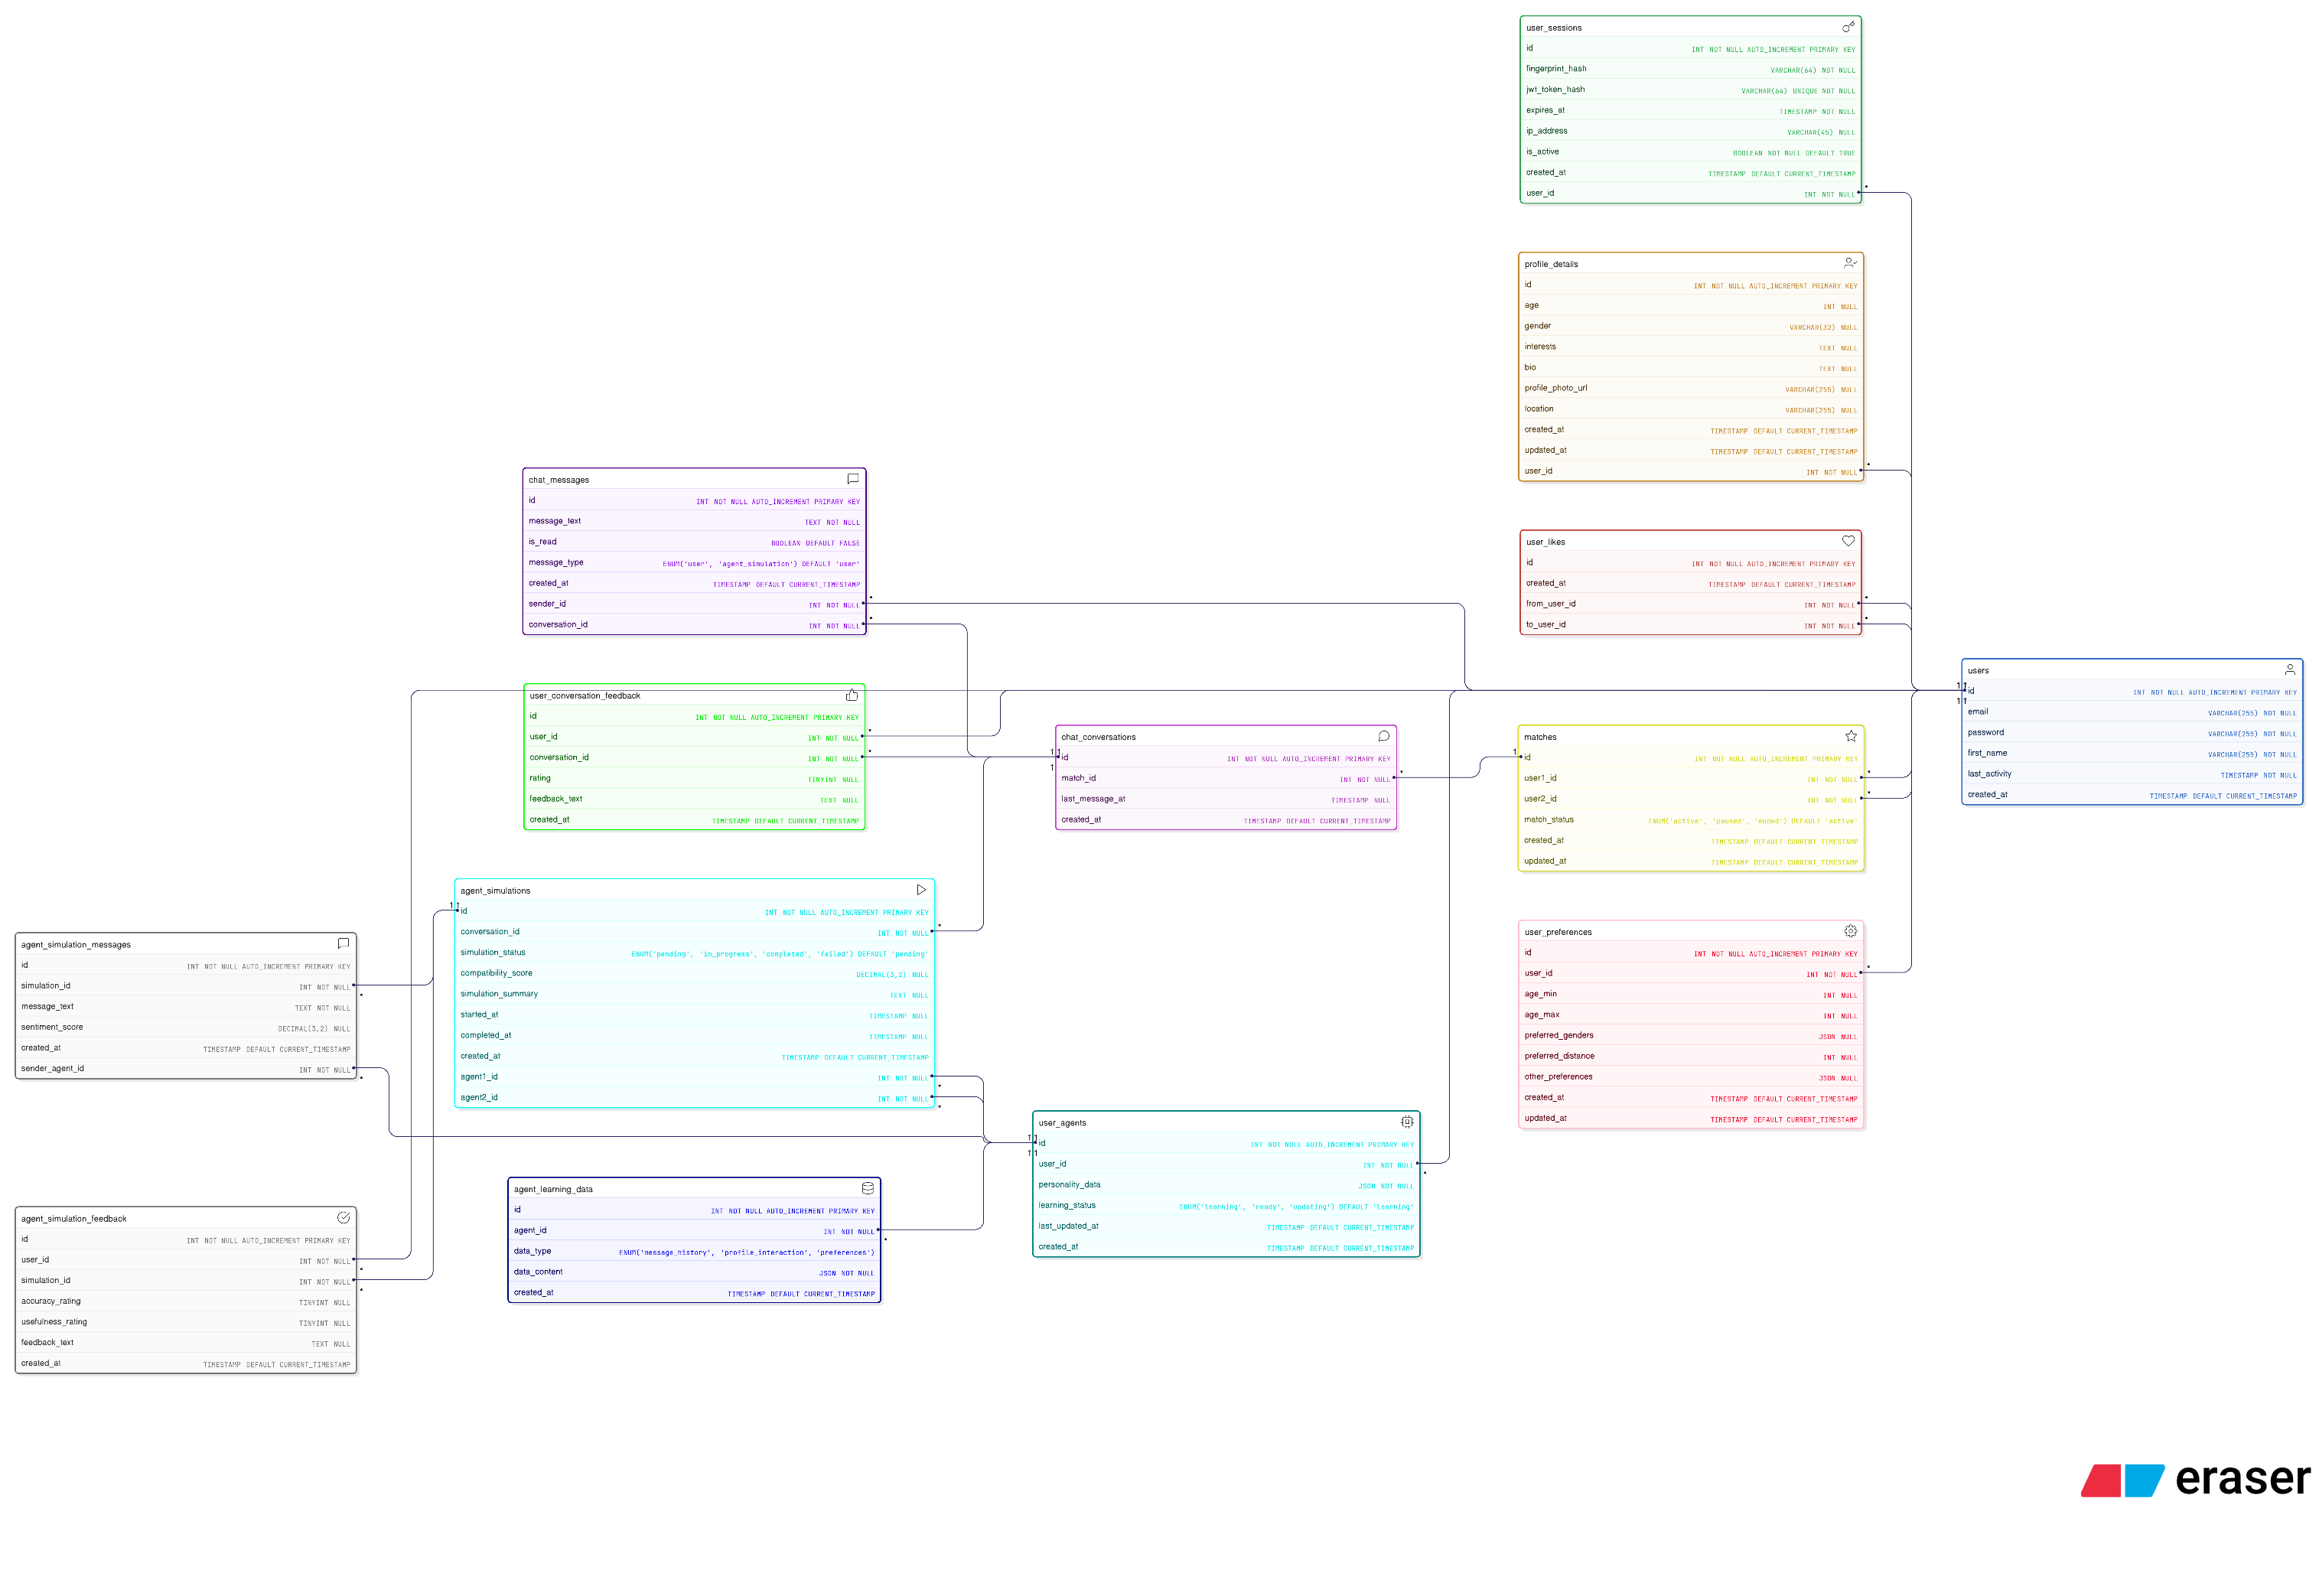 user_sessions
id INT NOT NULL AUTO_INCREMENT PRIMARY KEY
fingerprint_hash VARCHAR(64) NOT NULL
jwt_token_hash VARCHAR(64) UNIQUE NOT NULL
expires_at TIMESTAMP NOT NULL
ip_address VARCHAR(45) NULL
is_active BOOLEAN NOT NULL DEFAULT TRUE
created_at TIMESTAMP DEFAULT CURRENT_TIMESTAMP
user_id INT NOT NULL
profile_details
id INT NOT NULL AUTO_INCREMENT PRIMARY KEY
age INT NULL
gender VARCHAR(32) NULL
interests TEXT NULL
bio TEXT NULL
profile_photo_url VARCHAR(255) NULL
location VARCHAR(255) NULL
created_at TIMESTAMP DEFAULT CURRENT_TIMESTAMP
updated_at TIMESTAMP DEFAULT CURRENT_TIMESTAMP
user_id INT NOT NULL
chat_messages
id INT NOT NULL AUTO_INCREMENT PRIMARY KEY
message_text TEXT NOT NULL
is_read BOOLEAN DEFAULT FALSE
message_type ENUM('user', 'agent_simulation') DEFAULT 'user'
created_at TIMESTAMP DEFAULT CURRENT_TIMESTAMP
sender_id INT NOT NULL
conversation_id INT NOT NULL
user_likes
id INT NOT NULL AUTO_INCREMENT PRIMARY KEY
created_at TIMESTAMP DEFAULT CURRENT_TIMESTAMP
from_user_id INT NOT NULL
to_user_id INT NOT NULL
users
id INT NOT NULL AUTO_INCREMENT PRIMARY KEY
email VARCHAR(255) NOT NULL
password VARCHAR(255) NOT NULL
first_name VARCHAR(255) NOT NULL
last_activity TIMESTAMP NOT NULL
created_at TIMESTAMP DEFAULT CURRENT_TIMESTAMP
user_conversation_feedback
id INT NOT NULL AUTO_INCREMENT PRIMARY KEY
user_id INT NOT NULL
conversation_id INT NOT NULL
rating TINYINT NULL
feedback_text TEXT NULL
created_at TIMESTAMP DEFAULT CURRENT_TIMESTAMP
chat_conversations
id INT NOT NULL AUTO_INCREMENT PRIMARY KEY
match_id INT NOT NULL
last_message_at TIMESTAMP NULL
created_at TIMESTAMP DEFAULT CURRENT_TIMESTAMP
matches
id INT NOT NULL AUTO_INCREMENT PRIMARY KEY
user1_id INT NOT NULL
user2_id INT NOT NULL
match_status ENUM('active', 'paused', 'ended') DEFAULT 'active'
created_at TIMESTAMP DEFAULT CURRENT_TIMESTAMP
updated_at TIMESTAMP DEFAULT CURRENT_TIMESTAMP
agent_simulations
id INT NOT NULL AUTO_INCREMENT PRIMARY KEY
conversation_id INT NOT NULL
simulation_status ENUM('pending', 'in_progress', 'completed', 'failed') DEFAULT 'pending'
compatibility_score DECIMAL(3,2) NULL
simulation_summary TEXT NULL
started_at TIMESTAMP NULL
completed_at TIMESTAMP NULL
created_at TIMESTAMP DEFAULT CURRENT_TIMESTAMP
agent1_id INT NOT NULL
agent2_id INT NOT NULL
user_preferences
id INT NOT NULL AUTO_INCREMENT PRIMARY KEY
user_id INT NOT NULL
age_min INT NULL
age_max INT NULL
preferred_genders JSON NULL
preferred_distance INT NULL
other_preferences JSON NULL
created_at TIMESTAMP DEFAULT CURRENT_TIMESTAMP
updated_at TIMESTAMP DEFAULT CURRENT_TIMESTAMP
agent_simulation_messages
id INT NOT NULL AUTO_INCREMENT PRIMARY KEY
simulation_id INT NOT NULL
message_text TEXT NOT NULL
sentiment_score DECIMAL(3,2) NULL
created_at TIMESTAMP DEFAULT CURRENT_TIMESTAMP
sender_agent_id INT NOT NULL
user_agents
id INT NOT NULL AUTO_INCREMENT PRIMARY KEY
user_id INT NOT NULL
personality_data JSON NOT NULL
learning_status ENUM('learning', 'ready', 'updating') DEFAULT 'learning'
last_updated_at TIMESTAMP DEFAULT CURRENT_TIMESTAMP
created_at TIMESTAMP DEFAULT CURRENT_TIMESTAMP
agent_learning_data
id INT NOT NULL AUTO_INCREMENT PRIMARY KEY
agent_id INT NOT NULL
data_type ENUM('message_history', 'profile_interaction', 'preferences')
data_content JSON NOT NULL
created_at TIMESTAMP DEFAULT CURRENT_TIMESTAMP
agent_simulation_feedback
id INT NOT NULL AUTO_INCREMENT PRIMARY KEY
user_id INT NOT NULL
simulation_id INT NOT NULL
accuracy_rating TINYINT NULL
usefulness_rating TINYINT NULL
feedback_text TEXT NULL
created_at TIMESTAMP DEFAULT CURRENT_TIMESTAMP
eraser